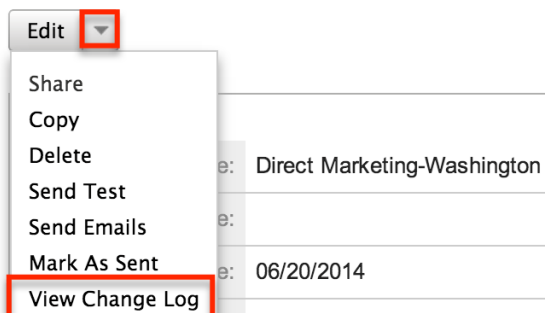 Edit
Share
Copy
Delete
e: Direct Marketing-Washington
Send Test
e:
Send Emails
Mark As Sent
e: 06/20/2014
View Change Log